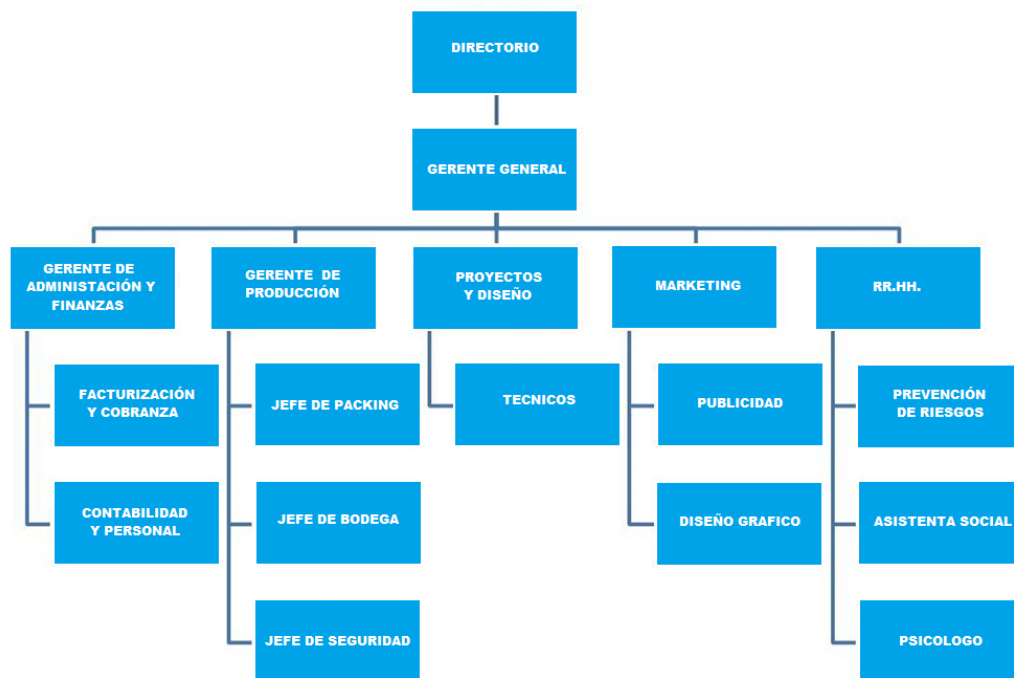 DIRECTORIO
GERENTE GENERAL
GERENTE DE
ADMINISTACIÓN Y
FINANZAS
GERENTE DE
PRODUCCIÓN
PROYECTOS
Y DISEÑO
MARKETING
RR.HH.
FACTURIZACIÓN
Y COBRANZA
JEFE DE PACKING
TECNICOS
PUBLICIDAD
PREVENCIÓN
DE RIESGOS
CONTABILIDAD
Y PERSONAL
JEFE DE BODEGA
DISEÑO GRAFICO
ASISTENTA SOCIAL
JEFE DE SEGURIDAD
PSICOLOGO